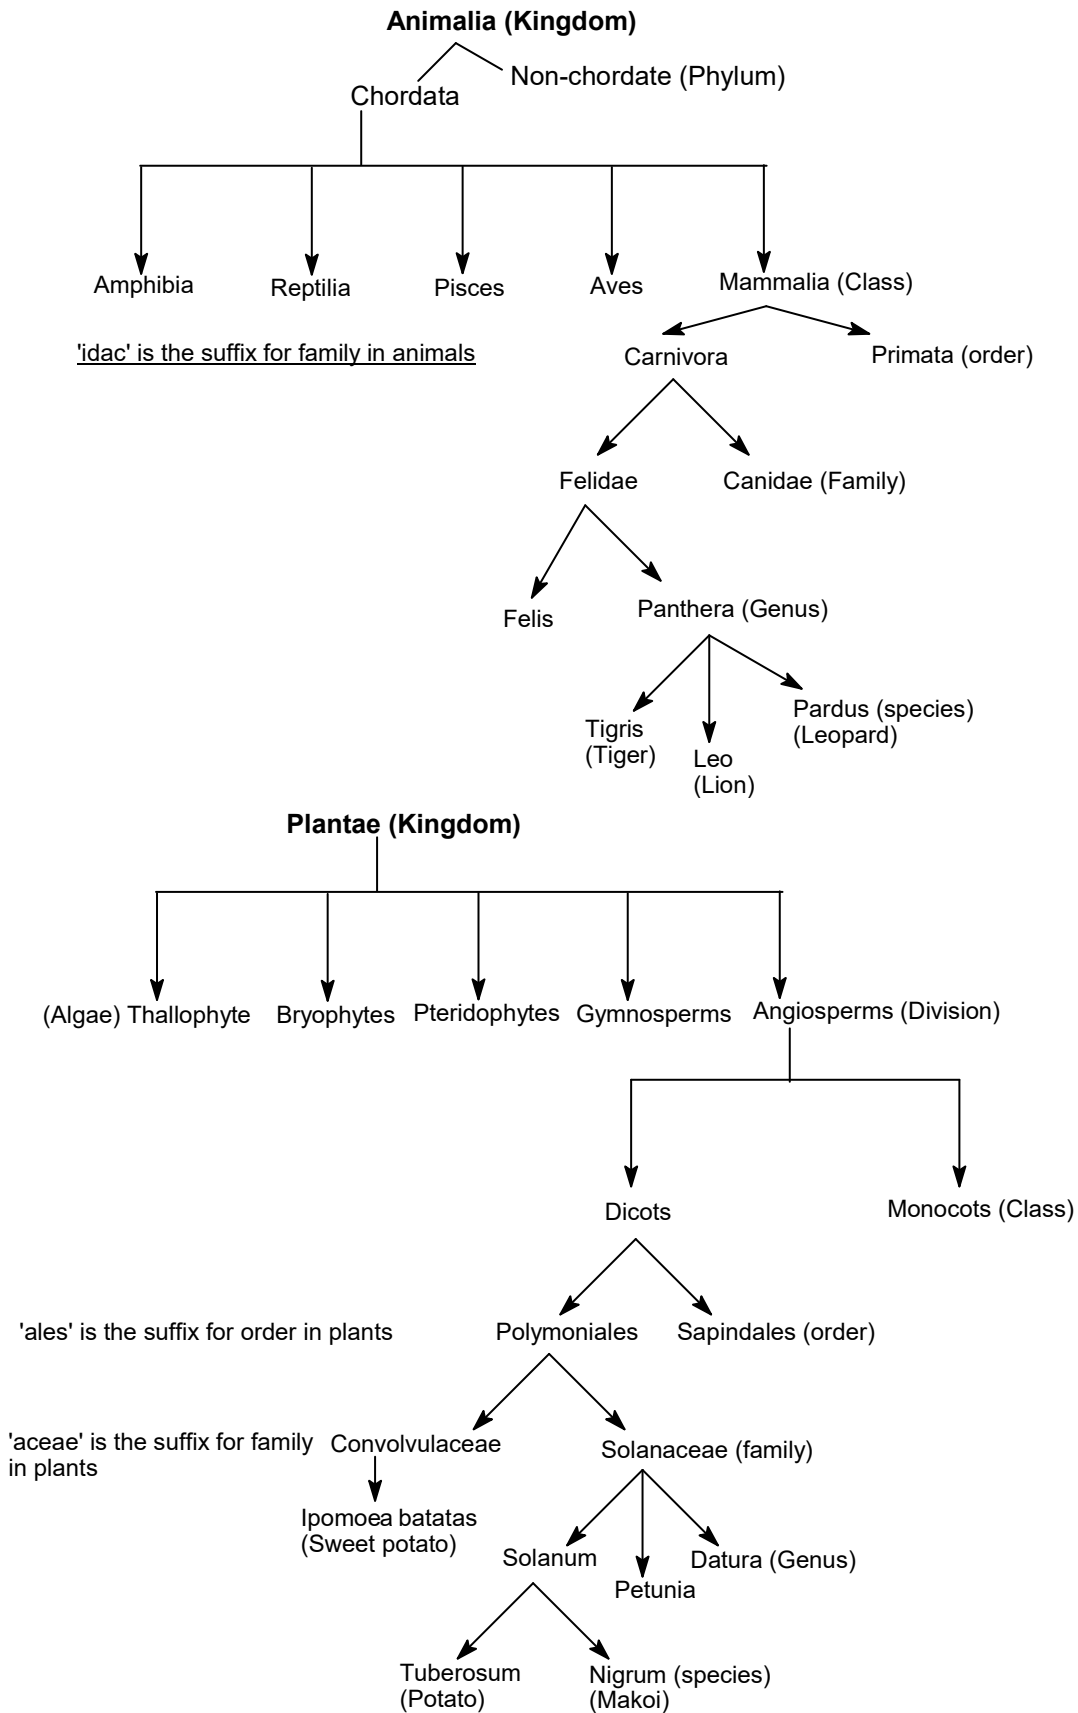 Animalia (Kingdom)
Non-chordate (Phylum)
Chordata
Amphibia
Reptilia
Pisces
Aves
Mammalia (Class)
'idac' is the suffix for family in animals
Carnivora
Primata (order)
Felidae
Canidae (Family)
Felis
Panthera (Genus)
Tigris
(Tiger)
Leo
(Lion)
Pardus (species)
(Leopard)
Plantae (Kingdom)
(Algae) Thallophyte
Bryophytes
Pteridophytes
Gymnosperms
Angiosperms (Division)
Dicots
Monocots (Class)
'ales' is the suffix for order in plants
Polymoniales
Sapindales (order)
'aceae' is the suffix for family
in plants
Convolvulaceae
Solanaceae (family)
Ipomoea batatas
(Sweet potato)
Solanum
Petunia
Datura (Genus)
Tuberosum
(Potato)
Nigrum (species)
(Makoi)